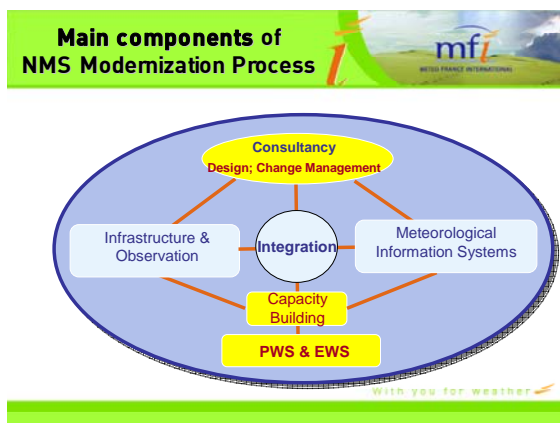 Main components of
NMS Modernization Process
mfi
METEO FRANCE INTERNATIONAL
Consultancy
Design; Change Management
Infrastructure &
Observation
Integration
Meteorological
Information Systems
Capacity
Building
PWS & EWS
With you for weather